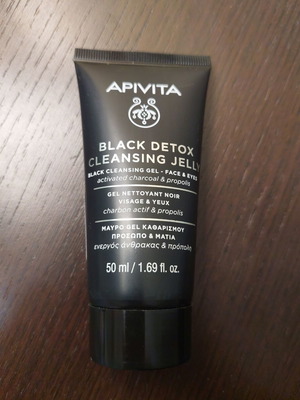 APIVITA
BLACK DETOX
CLEANSING JELLY
BLACK CLEANSING GEL - FACE & EYES
activated charcoal & propolis
GEL NETTOYANT NOIR
VISAGE & YEUX
charbon actif & propolis
ΜΑΥΡΟ GEL ΚΑΘΑΡΙΣΜΟΥ
ΠΡΟΣΩΠΟ & ΜΑΤΙΑ
ενεργός άνθρακας & πρόπολη
50 ml / 1.69 fl. oz.